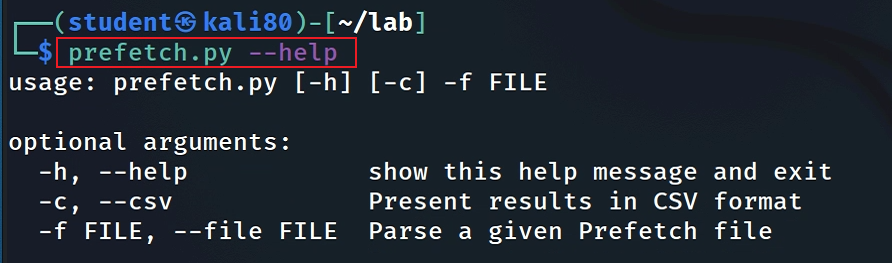 (student㉿kali80)-[~/lab]
$ prefetch.py --help
usage: prefetch.py [-h] [-c] -f FILE
optional arguments:
-h, --help show this help message and exit
-c, --csv Present results in CSV format
-f FILE, --file FILE Parse a given Prefetch file